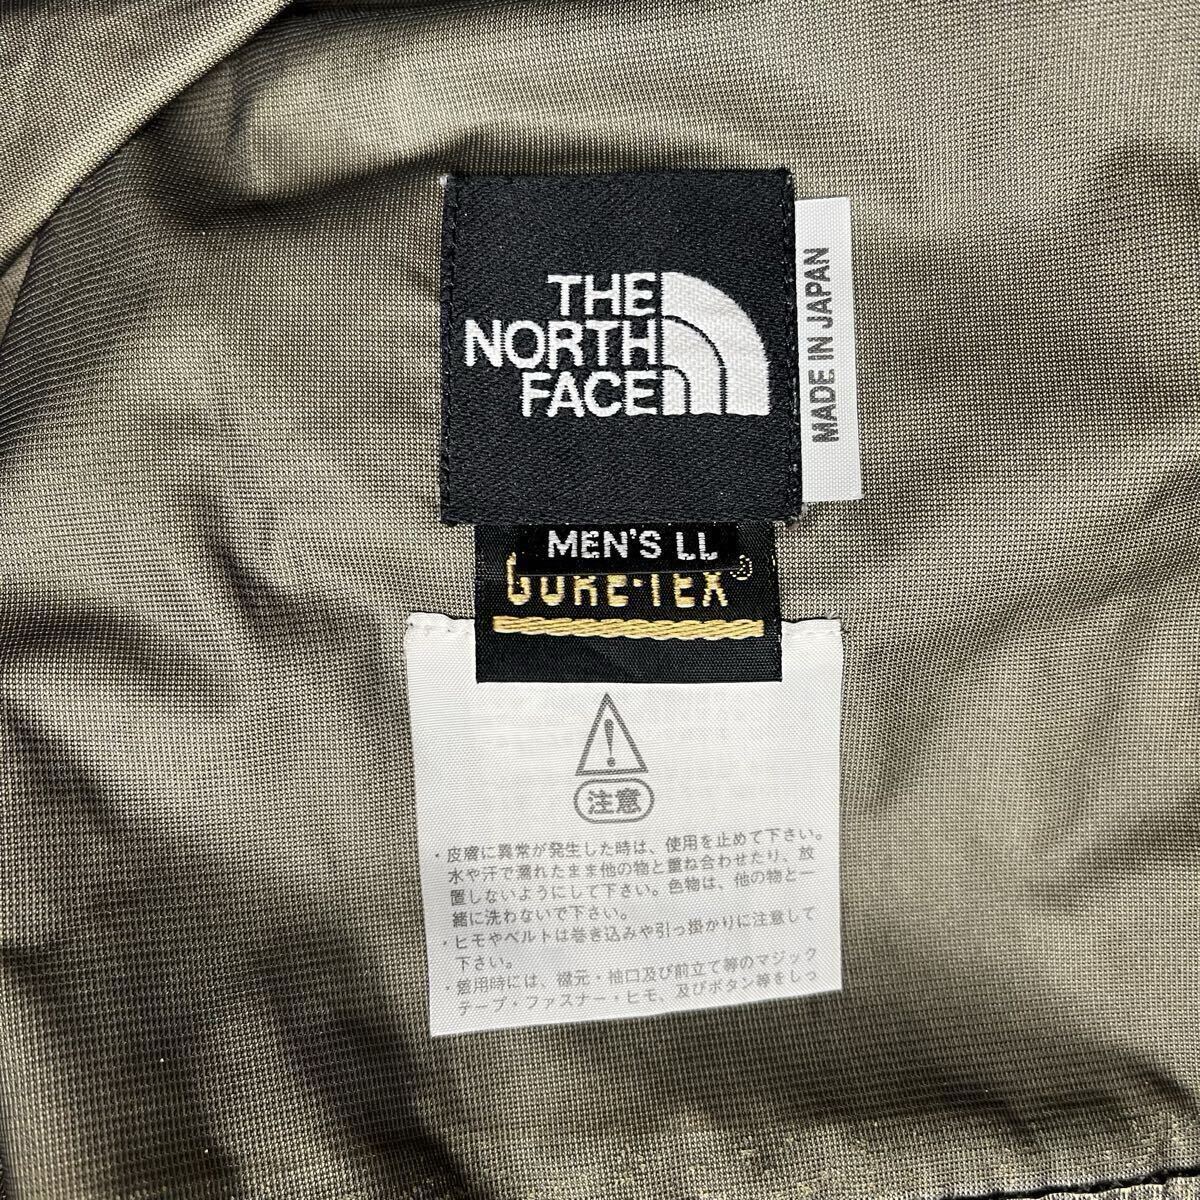 THE
NORTH
FACE
MADE IN JAPAN
MEN'S LL
GORE-TEX®
注意
・皮膚に異常が発生した時は、使用を止めて下さい。
水や汗で濡れたまま他の物と重ね合わせたり、放
置しないようにして下さい。色物は、他の物と一
緒に洗わないで下さい。
・ヒモやベルトは巻き込みや引っ掛かりに注意して
下さい。
・着用時には、襟元・袖口及び前立て等のマジック
テープ・ファスナー・ヒモ、及びボタン等をしっ